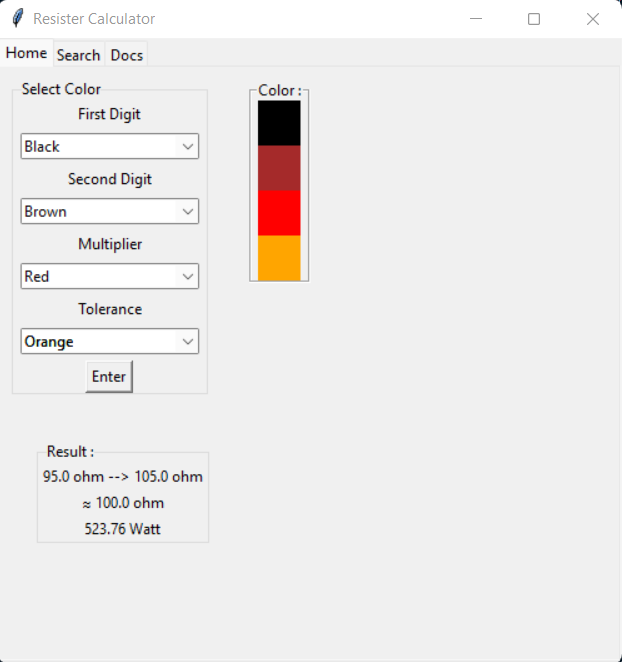 Resister Calculator
Home Search Docs
Select Color
First Digit
Black
Second Digit
Brown
Multiplier
Red
Tolerance
Orange
Enter
Color :
Result :
95.0 ohm --> 105.0 ohm
≈ 100.0 ohm
523.76 Watt